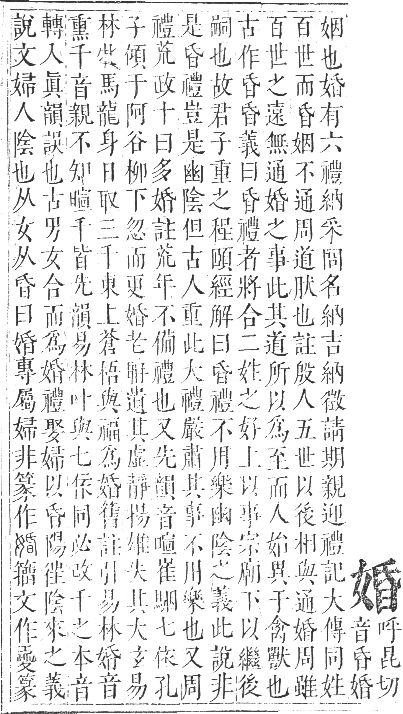 婚
呼昆切
音昏婚
姻也婚有六禮納采問名納吉納徵請期親迎禮記大傳同姓
百世而昏姻不通周道肰也註殷人五世以後相與通婚周雖
百世之遠無通婚之事此其道所以為至而人始異于禽獸也
古作昏昏義曰昏禮者將合二姓之好上以事宗廟下以繼後
嗣也故君子重之程頤經解曰昏禮不用樂幽陰之義此說非
是昏禮豈是幽陰但古人重此大禮嚴肅其事不用樂也又周
禮荒政十曰多婚註荒年不僃禮也又先韻音暄崔駰七依孔
子傾于阿谷柳下忽而更婚老聃遺其虛靜揚雄失其大玄易
林蛇馬龍身日取三千東上蒼梧與福為婚舊註引易林婚音
熏千音親不知暄千皆先韻易林叶與七依同必改千之本音
轉入眞韻誤也古男女合而為婚禮娶婦以昏陽徃陰來之義
說文婦人陰也从女从昏曰婚專屬婦非篆作㛰籀文作㜏篆